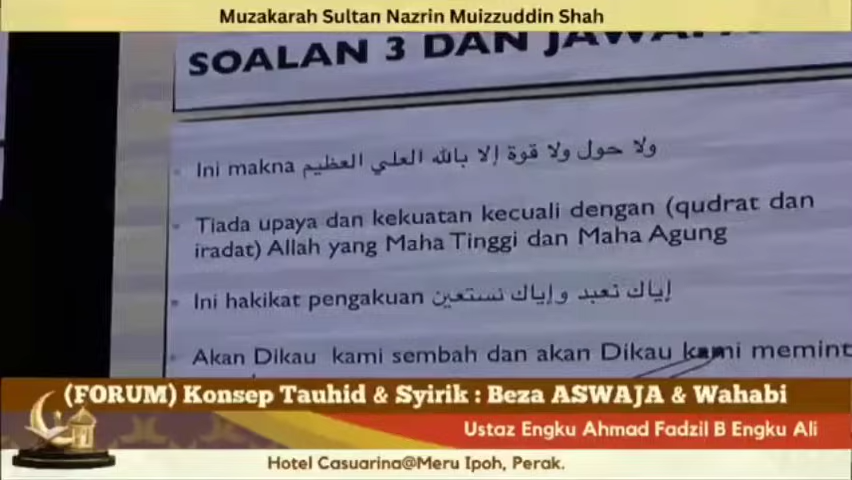 Muzakarah Sultan Nazrin Muizzuddin Shah
SOALAN 3 DAN
Ini makna ولا حول ولا قوة إلا بالله العلي العظيم
Tiada upaya dan kekuatan kecuali dengan (qudrat dan
iradat) Allah yang Maha Tinggi dan Maha Agung
Ini hakikat pengakuan إياك نعبد وإياك نستعين
Akan Dikau kami sembah dan akan Dikau kami memint
(FORUM) Konsep Tauhid & Syirik : Beza ASWAJA & Wahabi
Ustaz Engku Ahmad Fadzil B Engku Ali
Hotel Casuarina@Meru Ipoh, Perak.